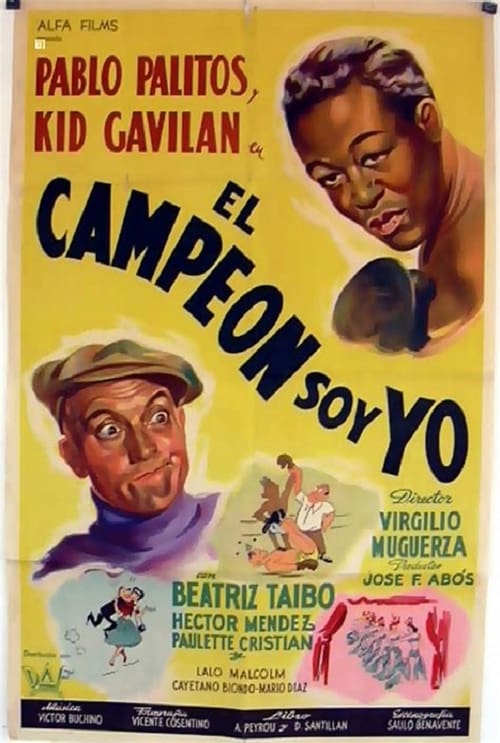 ALFA FILMS
presenta
PABLO PALITOS,
KID GAVILAN en
EL
CAMPEON
SOY YO
Director
VIRGILIO
MUGUERZA
Productor
JOSE F. ABÓS
con
BEATRIZ TAIBO
HECTOR MENDEZ
PAULETTE CRISTIAN
y
LALO MALCOLM
CAYETANO BIONDO-MARIO DIAZ
Distribución
Música
VICTOR BUCHINO
Fotografía
VICENTE COSENTINO
Libro
A. PEYROU y D. SANTILLAN
Escenografía
SAULO BENAVENTE